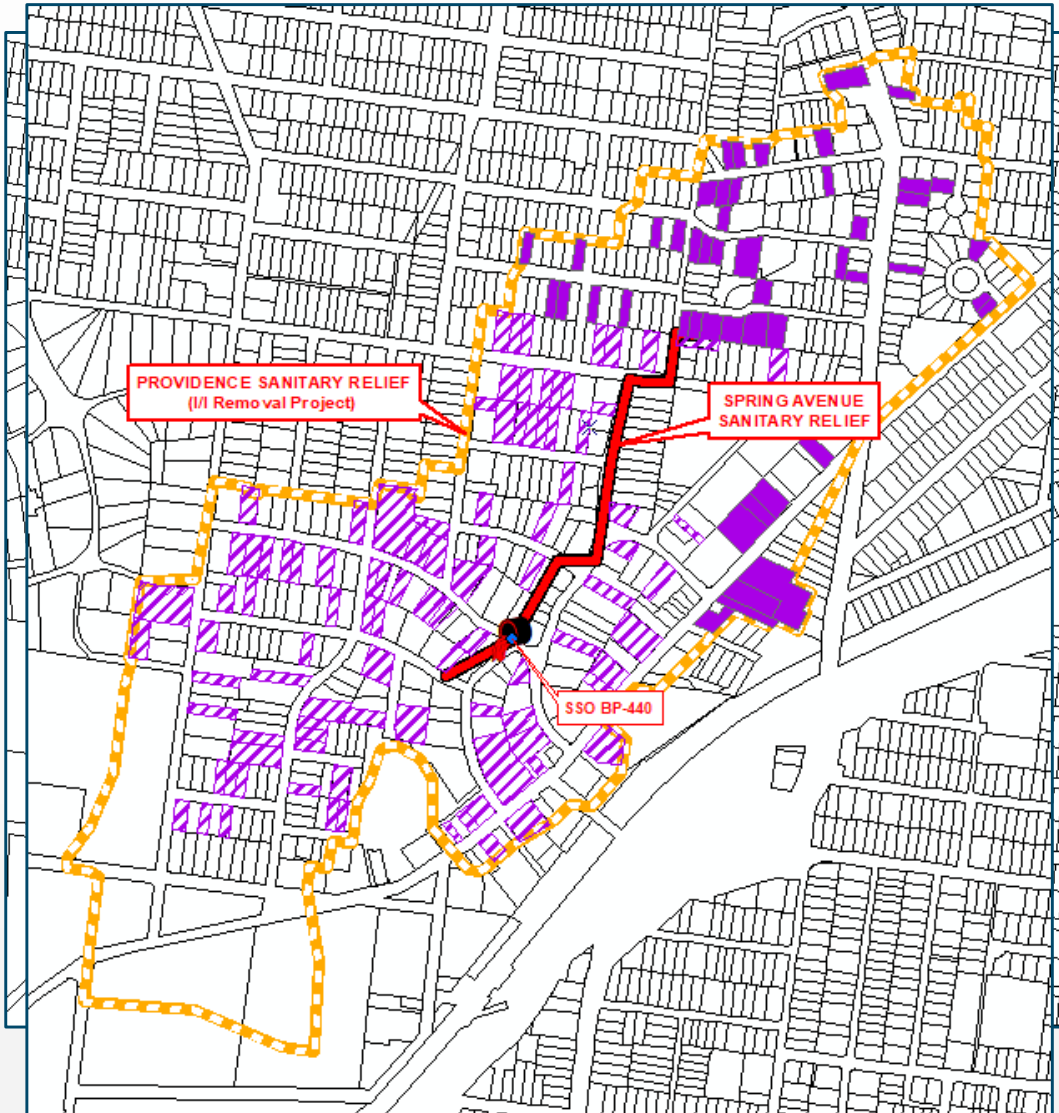 PROVIDENCE SANITARY RELIEF
(I/I Removal Project)
SPRING AVENUE
SANITARY RELIEF
SSO BP-440